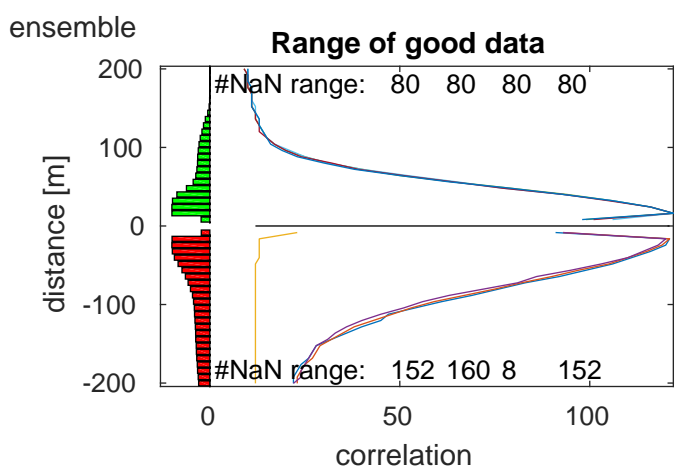 ensemble
Range of good data
200
#NaN range: 80 80 80 80
100
0
-100
-200
#NaN range: 152 160 8 152
distance [m]
0 50 100
correlation